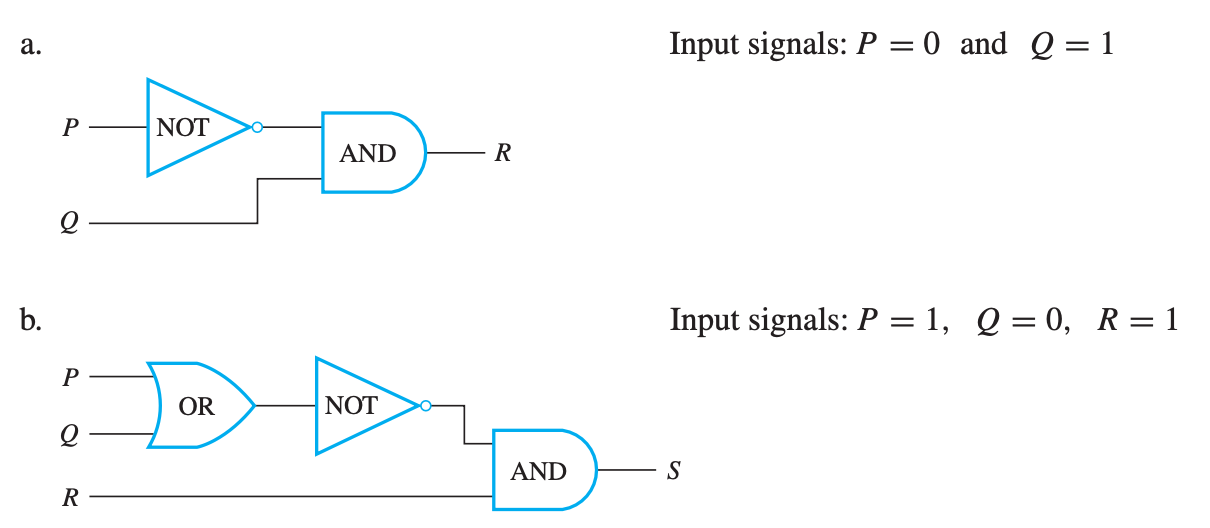 a.
Input signals: P = 0 and Q = 1
P
NOT
AND
R
Q
b.
Input signals: P = 1, Q = 0, R = 1
P
OR
NOT
Q
AND
S
R